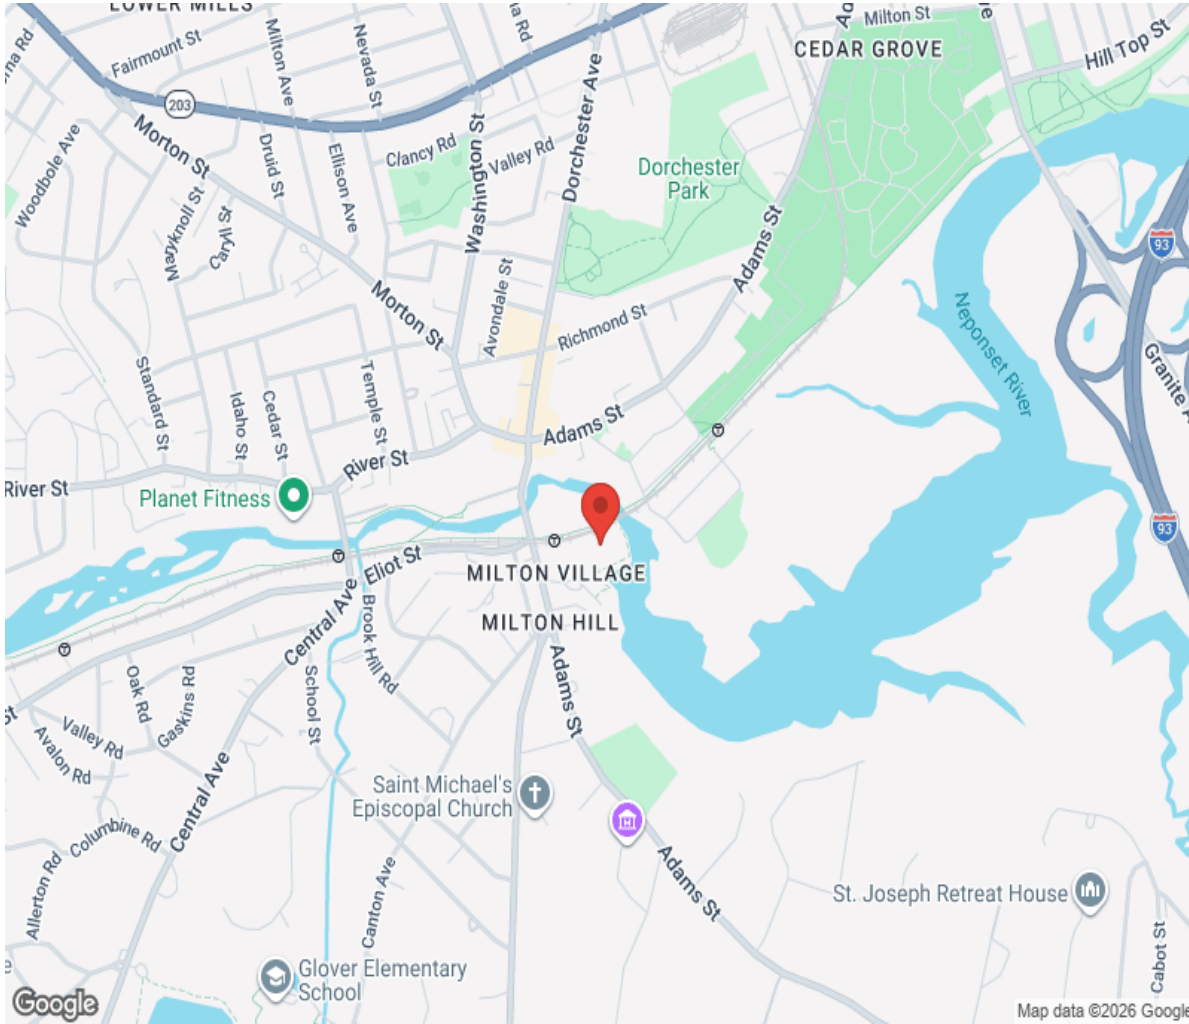 LOWER MILLS
Milton St
CEDAR GROVE
Hill Top St
Fairmount St
Milton Ave
Nevada St
203
Morton St
Woodbole Ave
Druid St
Ellison Ave
Clancy Rd
Washington St
Valley Rd
Dorchester Ave
Dorchester
Park
Adams St
93
Maryknoll St
Caryll St
Morton St
Avondale St
Richmond St
Neponset River
Granite A
Standard St
Idaho St
Cedar St
Temple St
Adams St
River St
River St
Planet Fitness
93
Eliot St
MILTON VILLAGE
MILTON HILL
Central Ave
Brook Hill Rd
School St
Oak Rd
Gaskins Rd
Valley Rd
Avalon Rd
Adams St
Central Ave
Columbine Rd
Saint Michael's
Episcopal Church
Allerton Rd
Canton Ave
Adams St
St. Joseph Retreat House
Cabot St
Glover Elementary
School
Google
Map data ©2026 Google